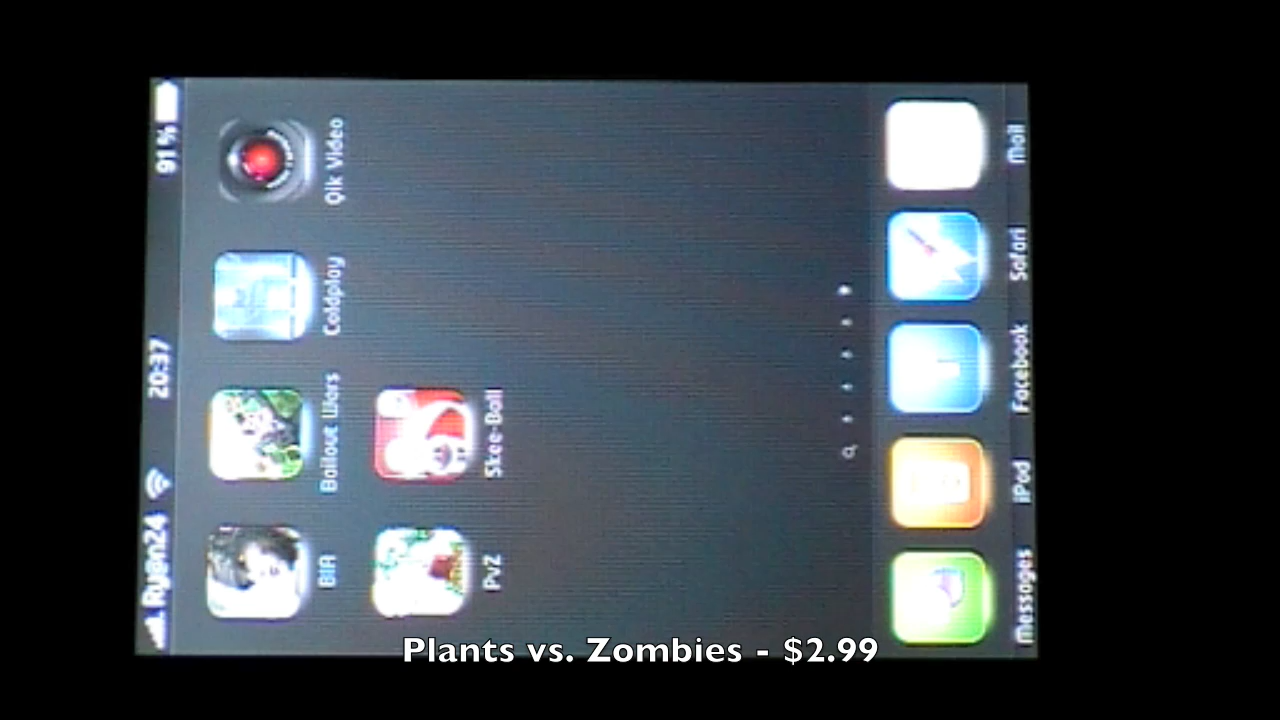 Ryan24 20:37 91%
BIA Bailout Wars Coldplay Qik Video
PvZ Skee-Ball
Messages iPod Facebook Safari Mail
Plants vs. Zombies - $2.99